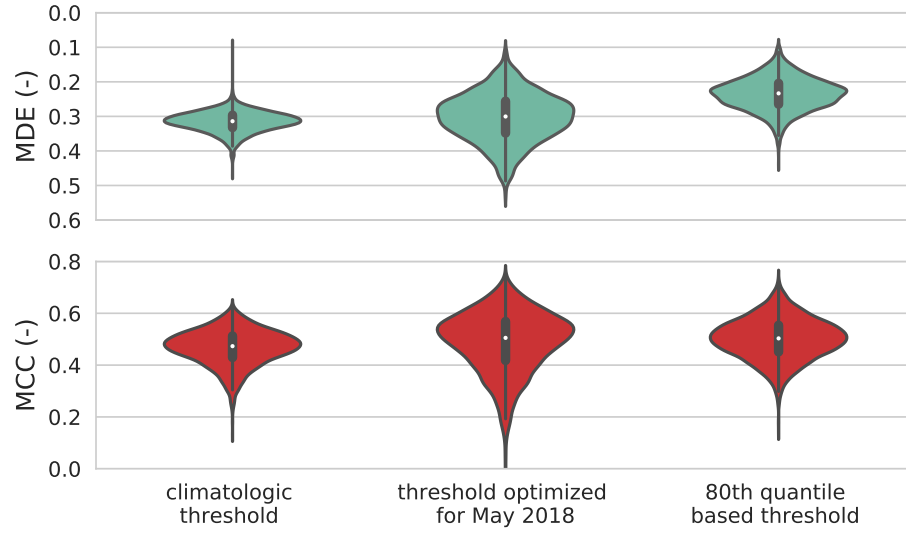 0.0
0.1
0.2
0.3
0.4
0.5
0.6
MDE (-)
0.8
0.6
0.4
0.2
0.0
MCC (-)
climatologic
threshold
threshold optimized
for May 2018
80th quantile
based threshold